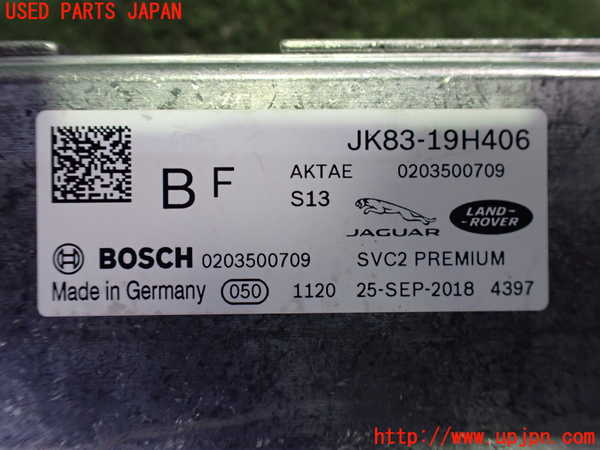 USED PARTS JAPAN
JK83-19H406
B F
AKTAE 0203500709
S13
JAGUAR
LAND-
-ROVER
BOSCH 0203500709
SVC2 PREMIUM
Made in Germany 050 1120 25-SEP-2018 4397
http://www.upjpn.com/